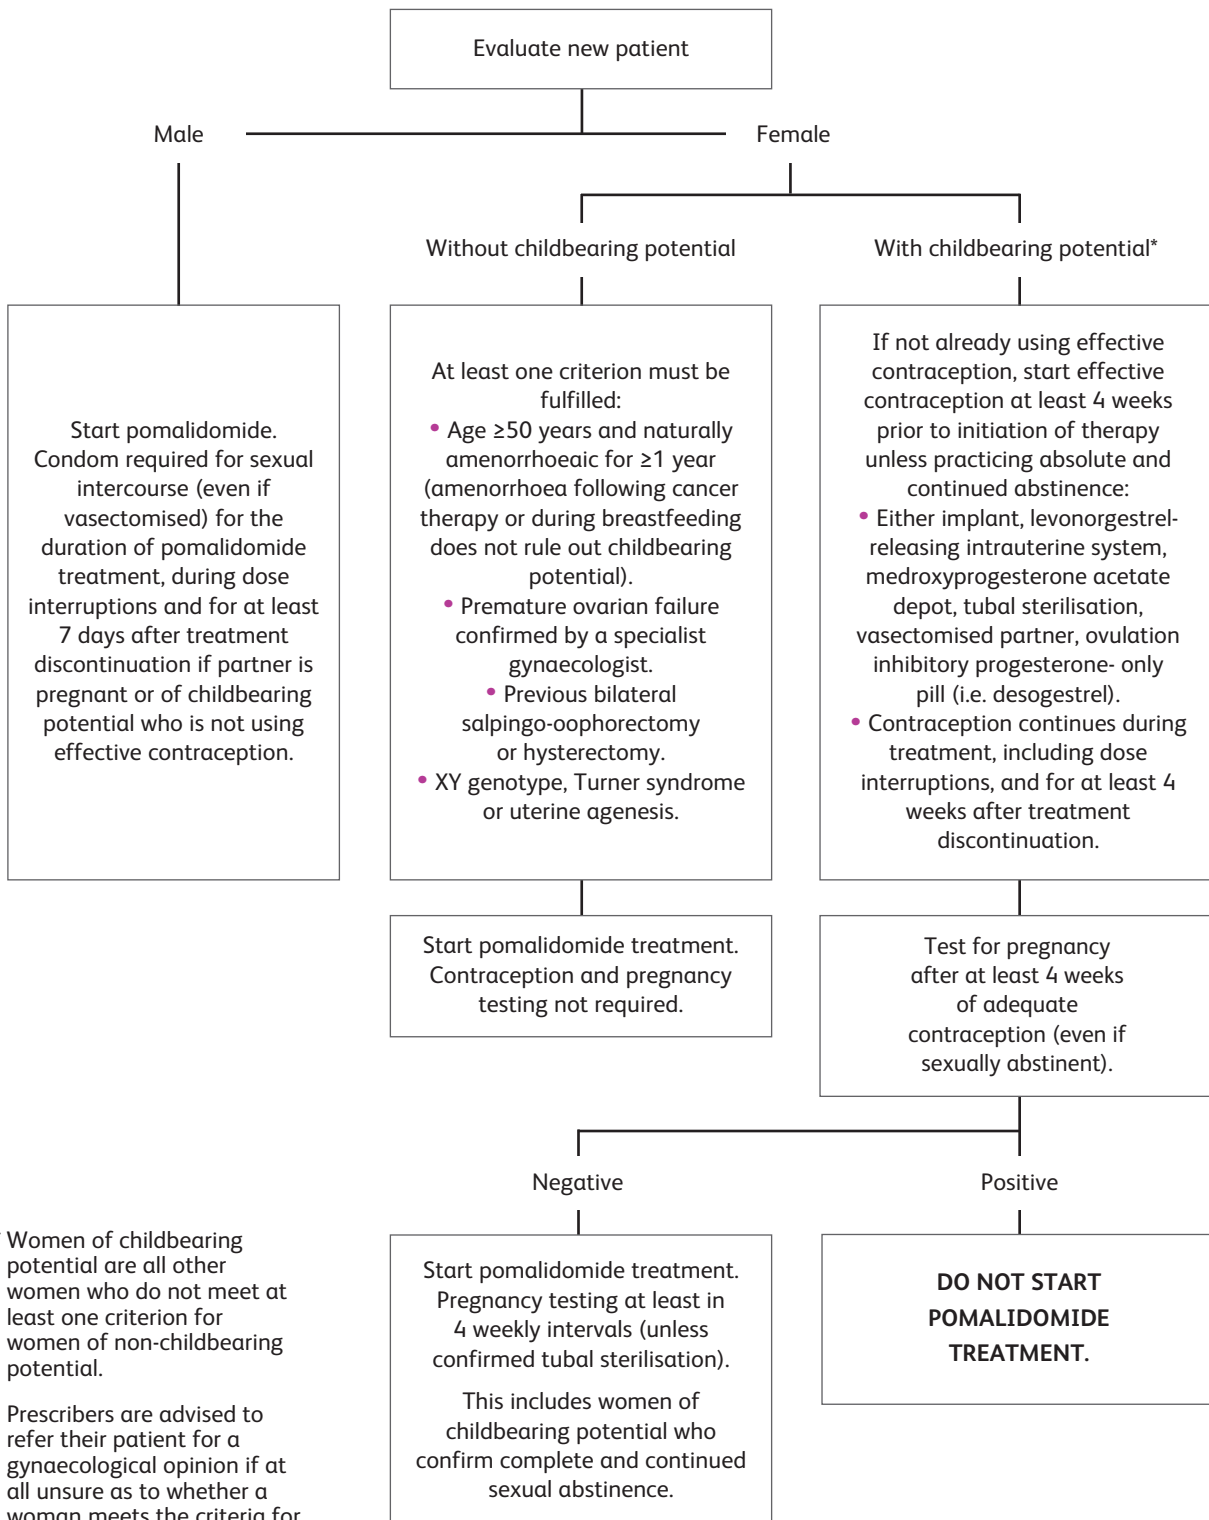 Evaluate new patient
Male
Female
Without childbearing potential
With childbearing potential*
Start pomalidomide.
Condom required for sexual
intercourse (even if
vasectomised) for the
duration of pomalidomide
treatment, during dose
interruptions and for at least
7 days after treatment
discontinuation if partner is
pregnant or of childbearing
potential who is not using
effective contraception.
At least one criterion must be
fulfilled:
• Age ≥50 years and naturally
amenorrhoeaic for ≥1 year
(amenorrhoea following cancer
therapy or during breastfeeding
does not rule out childbearing
potential).
• Premature ovarian failure
confirmed by a specialist
gynaecologist.
• Previous bilateral
salpingo-oophorectomy
or hysterectomy.
• XY genotype, Turner syndrome
or uterine agenesis.
If not already using effective
contraception, start effective
contraception at least 4 weeks
prior to initiation of therapy
unless practicing absolute and
continued abstinence:
• Either implant, levonorgestrel-
releasing intrauterine system,
medroxyprogesterone acetate
depot, tubal sterilisation,
vasectomised partner, ovulation
inhibitory progesterone- only
pill (i.e. desogestrel).
• Contraception continues during
treatment, including dose
interruptions, and for at least 4
weeks after treatment
discontinuation.
Start pomalidomide treatment.
Contraception and pregnancy
testing not required.
Test for pregnancy
after at least 4 weeks
of adequate
contraception (even if
sexually abstinent).
Negative
Positive
Start pomalidomide treatment.
Pregnancy testing at least in
4 weekly intervals (unless
confirmed tubal sterilisation).
This includes women of
childbearing potential who
confirm complete and continued
sexual abstinence.
DO NOT START
POMALIDOMIDE
TREATMENT.
Women of childbearing
potential are all other
women who do not meet at
least one criterion for
women of non-childbearing
potential.
Prescribers are advised to
refer their patient for a
gynaecological opinion if at
all unsure as to whether a
woman meets the criteria for